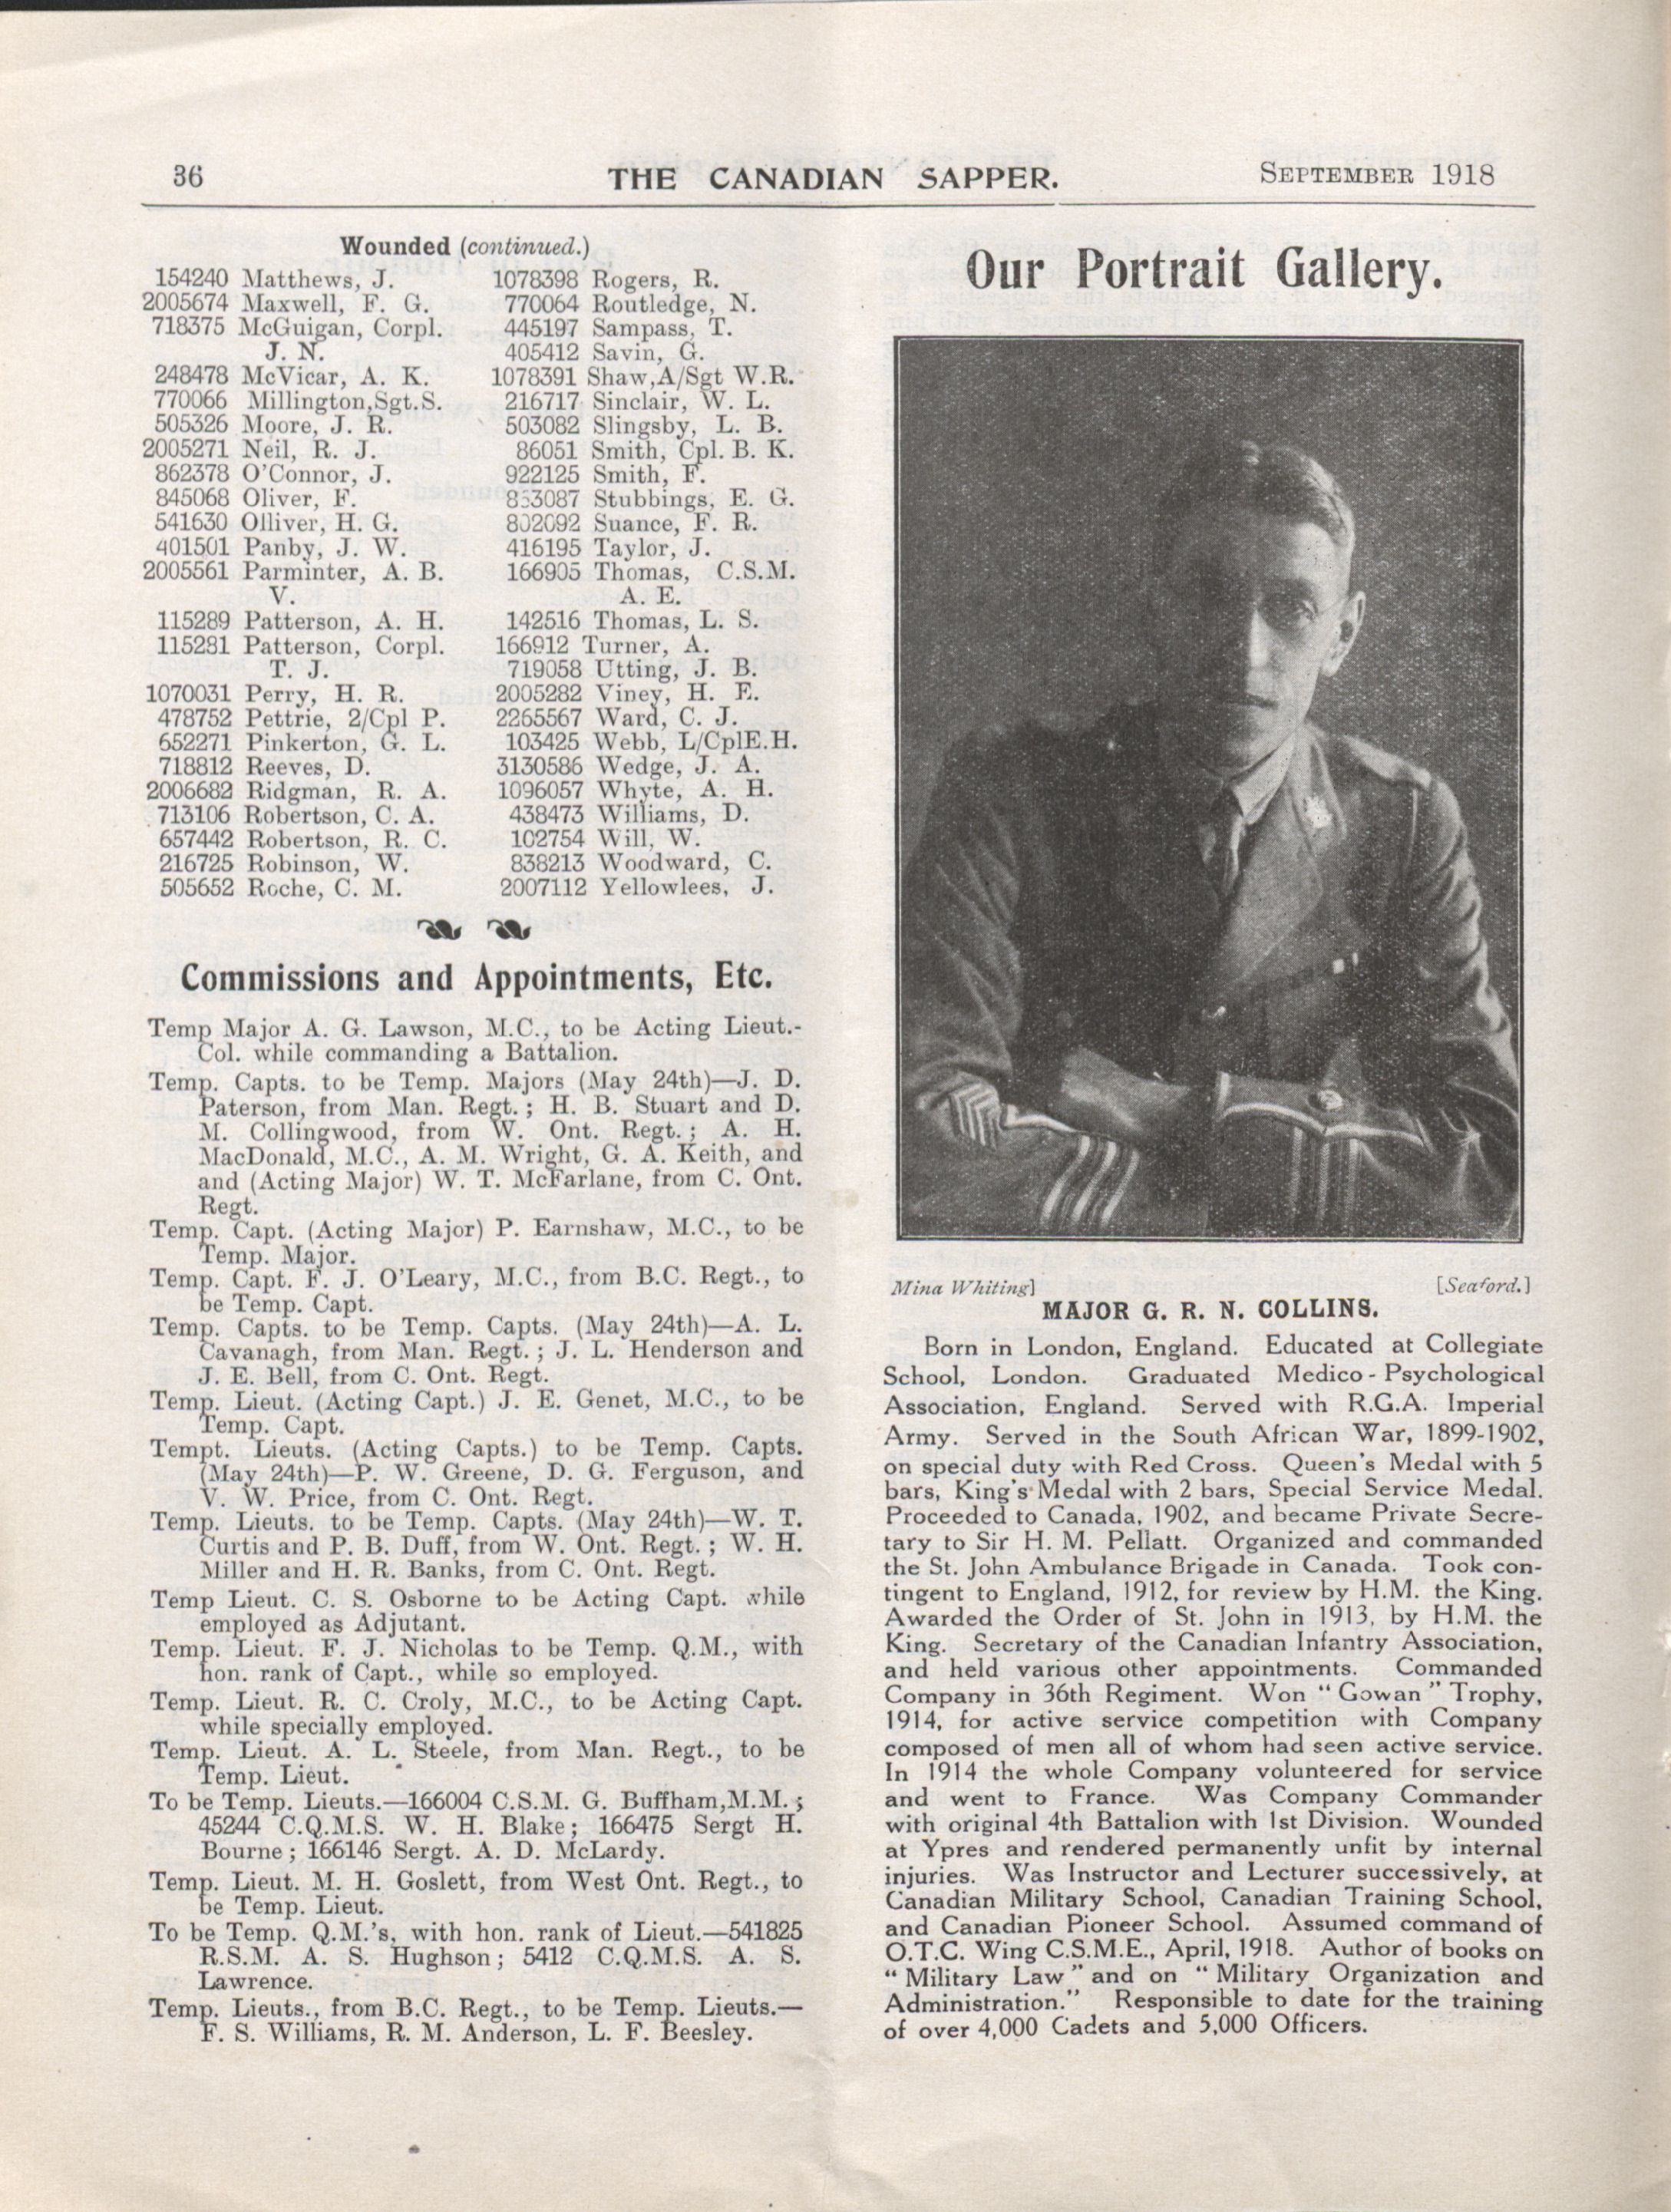 36
THE CANADIAN SAPPER.
SEPTEMBER 1918
Wounded (continued.)
154240 Matthews, J.
2005674 Maxwell, F. G.
718375 McGuigan, Corpl.
J. N.
248478 McVicar, A. K.
770066 Millington,Sgt.S.
505326 Moore, J. R.
2005271 Neil, R. J.
862378 O'Connor, J.
845068 Oliver, F.
541630 Olliver, H. G.
401501 Panby, J. W.
2005561 Parminter, A. B.
V.
115289 Patterson, A. H.
115281 Patterson, Corpl.
T. J.
1070031 Perry, H. R.
478752 Pettrie, 2/Cpl P.
652271 Pinkerton, G. L.
718812 Reeves, D.
2006682 Ridgman, R. A.
713106 Robertson, C. A.
657442 Robertson, R. C.
216725 Robinson, W.
505652 Roche, C. M.
1078398 Rogers, R.
770064 Routledge, N.
445197 Sampass, T.
405412 Savin, G.
1078391 Shaw,A/Sgt W.R.
216717 Sinclair, W. L.
503082 Slingsby, L. B.
86051 Smith, Cpl. B. K.
922125 Smith, F.
853087 Stubbings, E. G.
802092 Suance, F. R.
416195 Taylor, J.
166905 Thomas, C.S.M.
A. E.
142516 Thomas, L. S.
166912 Turner, A.
719058 Utting, J. B.
2005282 Viney, H. E.
2265567 Ward, C. J.
103425 Webb, L/CplE.H.
3130586 Wedge, J. A.
1096057 Whyte, A. H.
438473 Williams, D.
102754 Will, W.
838213 Woodward, C.
2007112 Yellowlees, J.
Commissions and Appointments, Etc.
Temp Major A. G. Lawson, M.C., to be Acting Lieut.-
Col. while commanding a Battalion.
Temp. Capts. to be Temp. Majors (May 24th)—J. D.
Paterson, from Man. Regt. ; H. B. Stuart and D.
M. Collingwood, from W. Ont. Regt. ; A. H.
MacDonald, M.C., A. M. Wright, G. A. Keith, and
and (Acting Major) W. T. McFarlane, from C. Ont.
Regt.
Temp. Capt. (Acting Major) P. Earnshaw, M.C., to be
Temp. Major.
Temp. Capt. F. J. O'Leary, M.C., from B.C. Regt., to
be Temp. Capt.
Temp. Capts. to be Temp. Capts. (May 24th)—A. L.
Cavanagh, from Man. Regt. ; J. L. Henderson and
J. E. Bell, from C. Ont. Regt.
Temp. Lieut. (Acting Capt.) J. E. Genet, M.C., to be
Temp. Capt.
Tempt. Lieuts. (Acting Capts.) to be Temp. Capts.
(May 24th)—P. W. Greene, D. G. Ferguson, and
V. W. Price, from C. Ont. Regt.
Temp. Lieuts. to be Temp. Capts. (May 24th)—W. T.
Curtis and P. B. Duff, from W. Ont. Regt. ; W. H.
Miller and H. R. Banks, from C. Ont. Regt.
Temp Lieut. C. S. Osborne to be Acting Capt. while
employed as Adjutant.
Temp. Lieut. F. J. Nicholas to be Temp. Q.M., with
hon. rank of Capt., while so employed.
Temp. Lieut. R. C. Croly, M.C., to be Acting Capt.
while specially employed.
Temp. Lieut. A. L. Steele, from Man. Regt., to be
Temp. Lieut.
To be Temp. Lieuts.—166004 C.S.M. G. Buffham,M.M. ;
45244 C.Q.M.S. W. H. Blake ; 166475 Sergt H.
Bourne ; 166146 Sergt. A. D. McLardy.
Temp. Lieut. M. H. Goslett, from West Ont. Regt., to
be Temp. Lieut.
To be Temp. Q.M.'s, with hon. rank of Lieut.—541825
R.S.M. A. S. Hughson ; 5412 C.Q.M.S. A. S.
Lawrence.
Temp. Lieuts., from B.C. Regt., to be Temp. Lieuts.—
F. S. Williams, R. M. Anderson, L. F. Beesley.
Our Portrait Gallery.
Mina Whiting]
[Seaford.]
MAJOR G. R. N. COLLINS.
Born in London, England. Educated at Collegiate
School, London. Graduated Medico - Psychological
Association, England. Served with R.G.A. Imperial
Army. Served in the South African War, 1899-1902,
on special duty with Red Cross. Queen's Medal with 5
bars, King's Medal with 2 bars, Special Service Medal.
Proceeded to Canada, 1902, and became Private Secre-
tary to Sir H. M. Pellatt. Organized and commanded
the St. John Ambulance Brigade in Canada. Took con-
tingent to England, 1912, for review by H.M. the King.
Awarded the Order of St. John in 1913, by H.M. the
King. Secretary of the Canadian Infantry Association,
and held various other appointments. Commanded
Company in 36th Regiment. Won "Gowan" Trophy,
1914, for active service competition with Company
composed of men all of whom had seen active service.
In 1914 the whole Company volunteered for service
and went to France. Was Company Commander
with original 4th Battalion with 1st Division. Wounded
at Ypres and rendered permanently unfit by internal
injuries. Was Instructor and Lecturer successively, at
Canadian Military School, Canadian Training School,
and Canadian Pioneer School. Assumed command of
O.T.C. Wing C.S.M.E., April, 1918. Author of books on
"Military Law" and on "Military Organization and
Administration." Responsible to date for the training
of over 4,000 Cadets and 5,000 Officers.